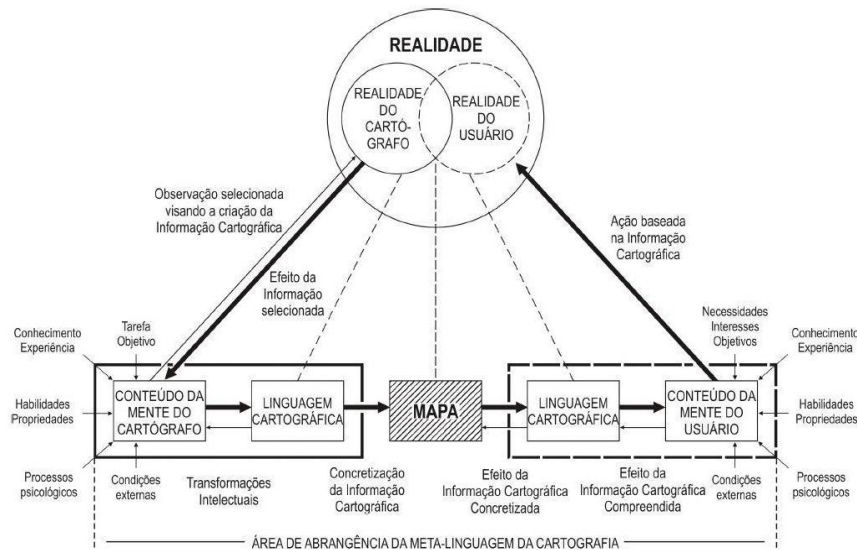 REALIDADE
REALIDADE
DO
CARTÓ-
GRAFO
REALIDADE
DO
USUÁRIO
Observação selecionada
visando a criação da
Informação Cartográfica
Efeito da
Informação
selecionada
Ação baseada
na Informação
Cartográfica
Conhecimento
Experiência
Tarefa
Objetivo
Necessidades
Interesses
Objetivos
Conhecimento
Experiência
Habilidades
Propriedades
CONTEÚDO DA
MENTE DO
CARTÓGRAFO
LINGUAGEM
CARTOGRÁFICA
MAPA
LINGUAGEM
CARTOGRÁFICA
CONTEÚDO DA
MENTE DO
USUÁRIO
Habilidades
Propriedades
Processos
psicológicos
Condições
externas
Transformações
Intelectuais
Concretização
da Informação
Cartográfica
Efeito da
Informação Cartográfica
Concretizada
Efeito da
Informação Cartográfica
Compreendida
Condições
externas
Processos
psicológicos
ÁREA DE ABRANGÊNCIA DA META-LINGUAGEM DA CARTOGRAFIA